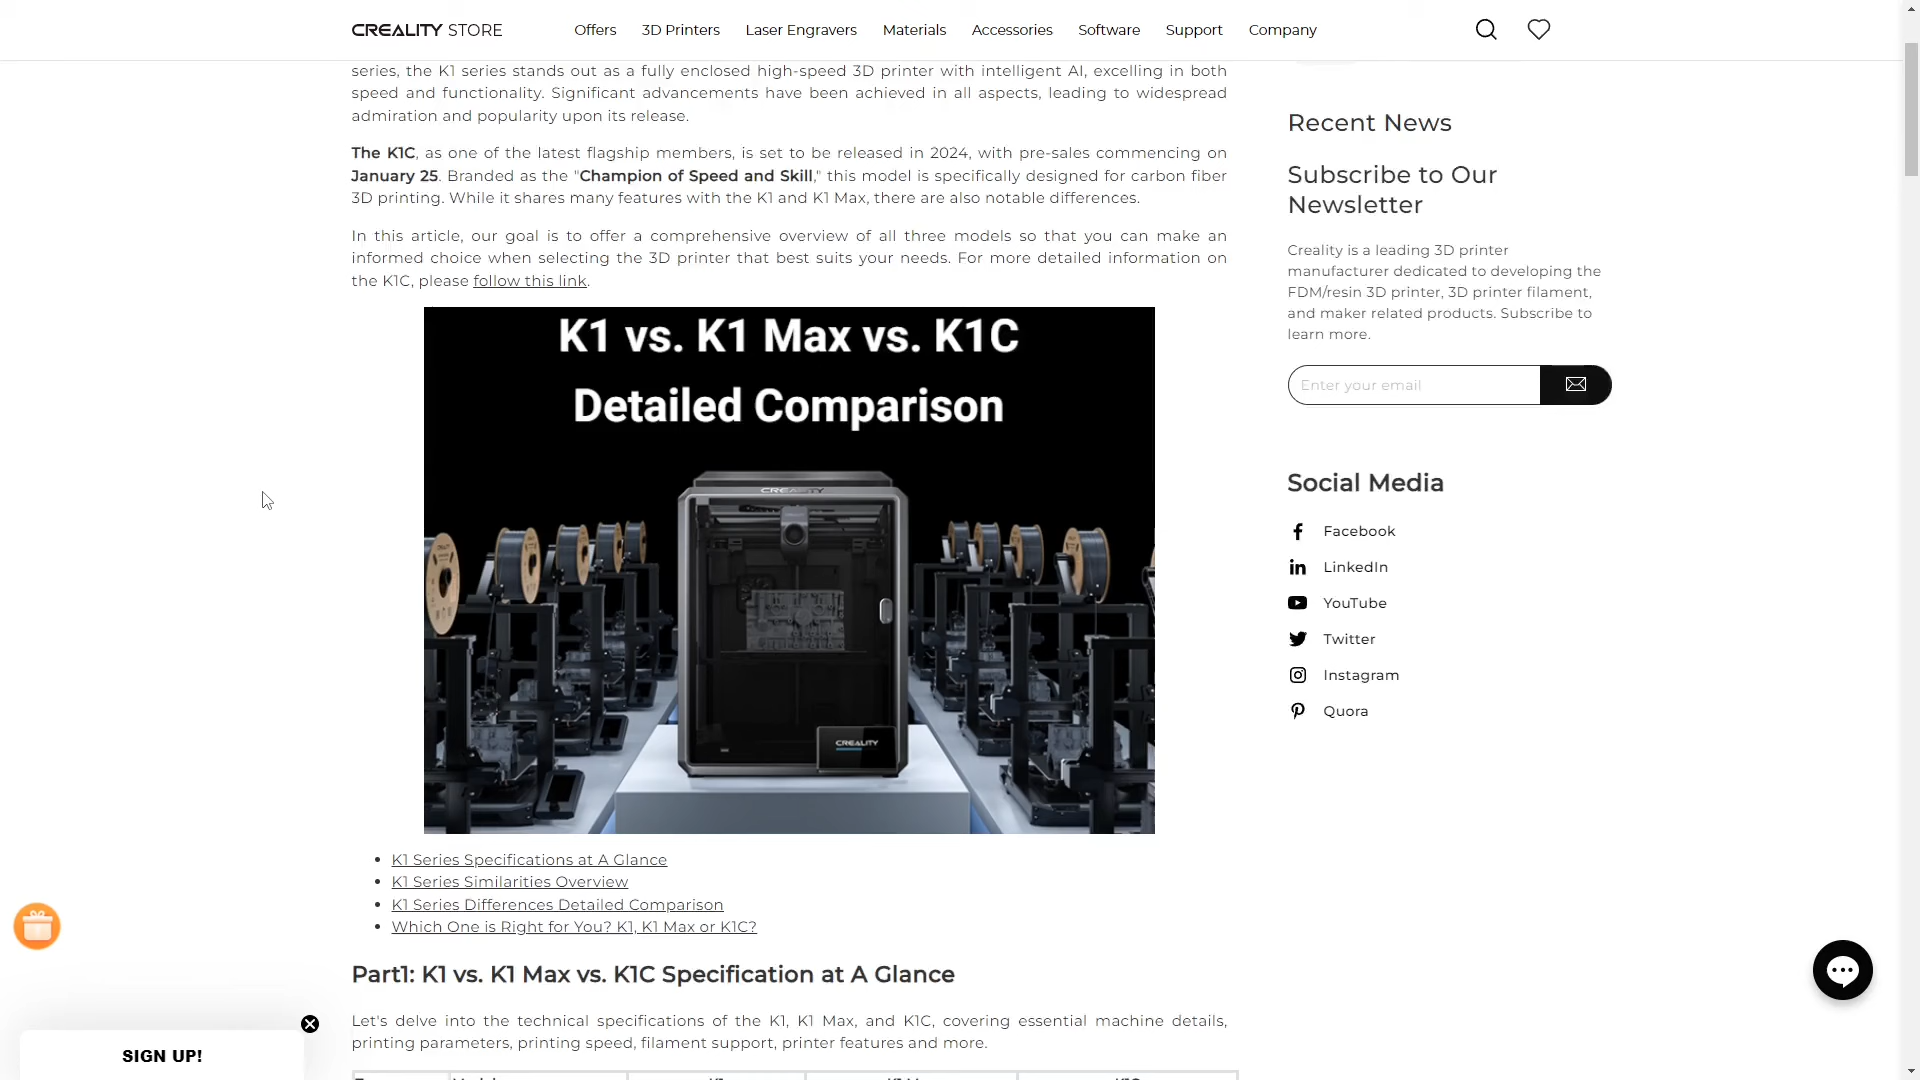 CREALITY STORE
Offers
3D Printers
Laser Engravers
Materials
Accessories
Software
Support
Company
series, the K1 series stands out as a fully enclosed high-speed 3D printer with intelligent AI, excelling in both
speed and functionality. Significant advancements have been achieved in all aspects, leading to widespread
admiration and popularity upon its release.
The K1C, as one of the latest flagship members, is set to be released in 2024, with pre-sales commencing on
January 25. Branded as the "Champion of Speed and Skill," this model is specifically designed for carbon fiber
3D printing. While it shares many features with the K1 and K1 Max, there are also notable differences.
In this article, our goal is to offer a comprehensive overview of all three models so that you can make an
informed choice when selecting the 3D printer that best suits your needs. For more detailed information on
the K1C, please follow this link.
K1 vs. K1 Max vs. K1C
Detailed Comparison
CREALITY
CREALITY
K1 Series Specifications at A Glance
K1 Series Similarities Overview
K1 Series Differences Detailed Comparison
Which One is Right for You? K1, K1 Max or K1C?
Part1: K1 vs. K1 Max vs. K1C Specification at A Glance
Let's delve into the technical specifications of the K1, K1 Max, and K1C, covering essential machine details,
printing parameters, printing speed, filament support, printer features and more.
Recent News
Subscribe to Our
Newsletter
Creality is a leading 3D printer
manufacturer dedicated to developing the
FDM/resin 3D printer, 3D printer filament,
and maker related products. Subscribe to
learn more.
Enter your email
Social Media
Facebook
LinkedIn
YouTube
Twitter
Instagram
Quora
SIGN UP!